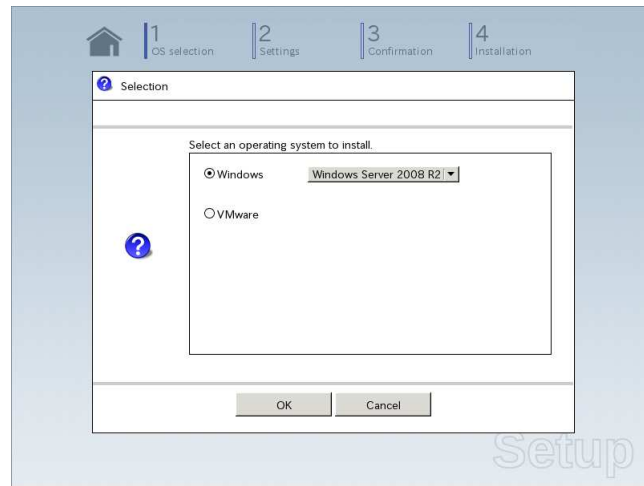 1 2 3 4
OS selection Settings Confirmation Installation
Selection
Select an operating system to install.
Windows Windows Server 2008 R2
VMware
OK Cancel
Setup